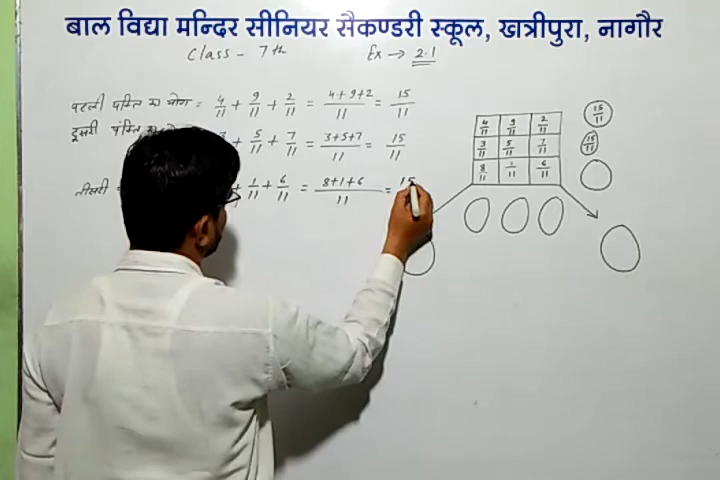 बाल विद्या मन्दिर सीनियर सैकण्डरी स्कूल, खत्रीपुरा, नागौर
Class - 7th Ex → 2.1
पहली पंक्ति का योग = 4/11 + 9/11 + 2/11 = 4+9+2/11 = 15/11
दूसरी पंक्ति का 3 + 5/11 + 7/11 = 3+5+7/11 = 15/11
तीसरी = + 1/11 + 6/11 = 8+1+6/11 = 15
4/11 9/11 2/11 15/11
3/11 5/11 7/11 15/11
8/11 1/11 6/11